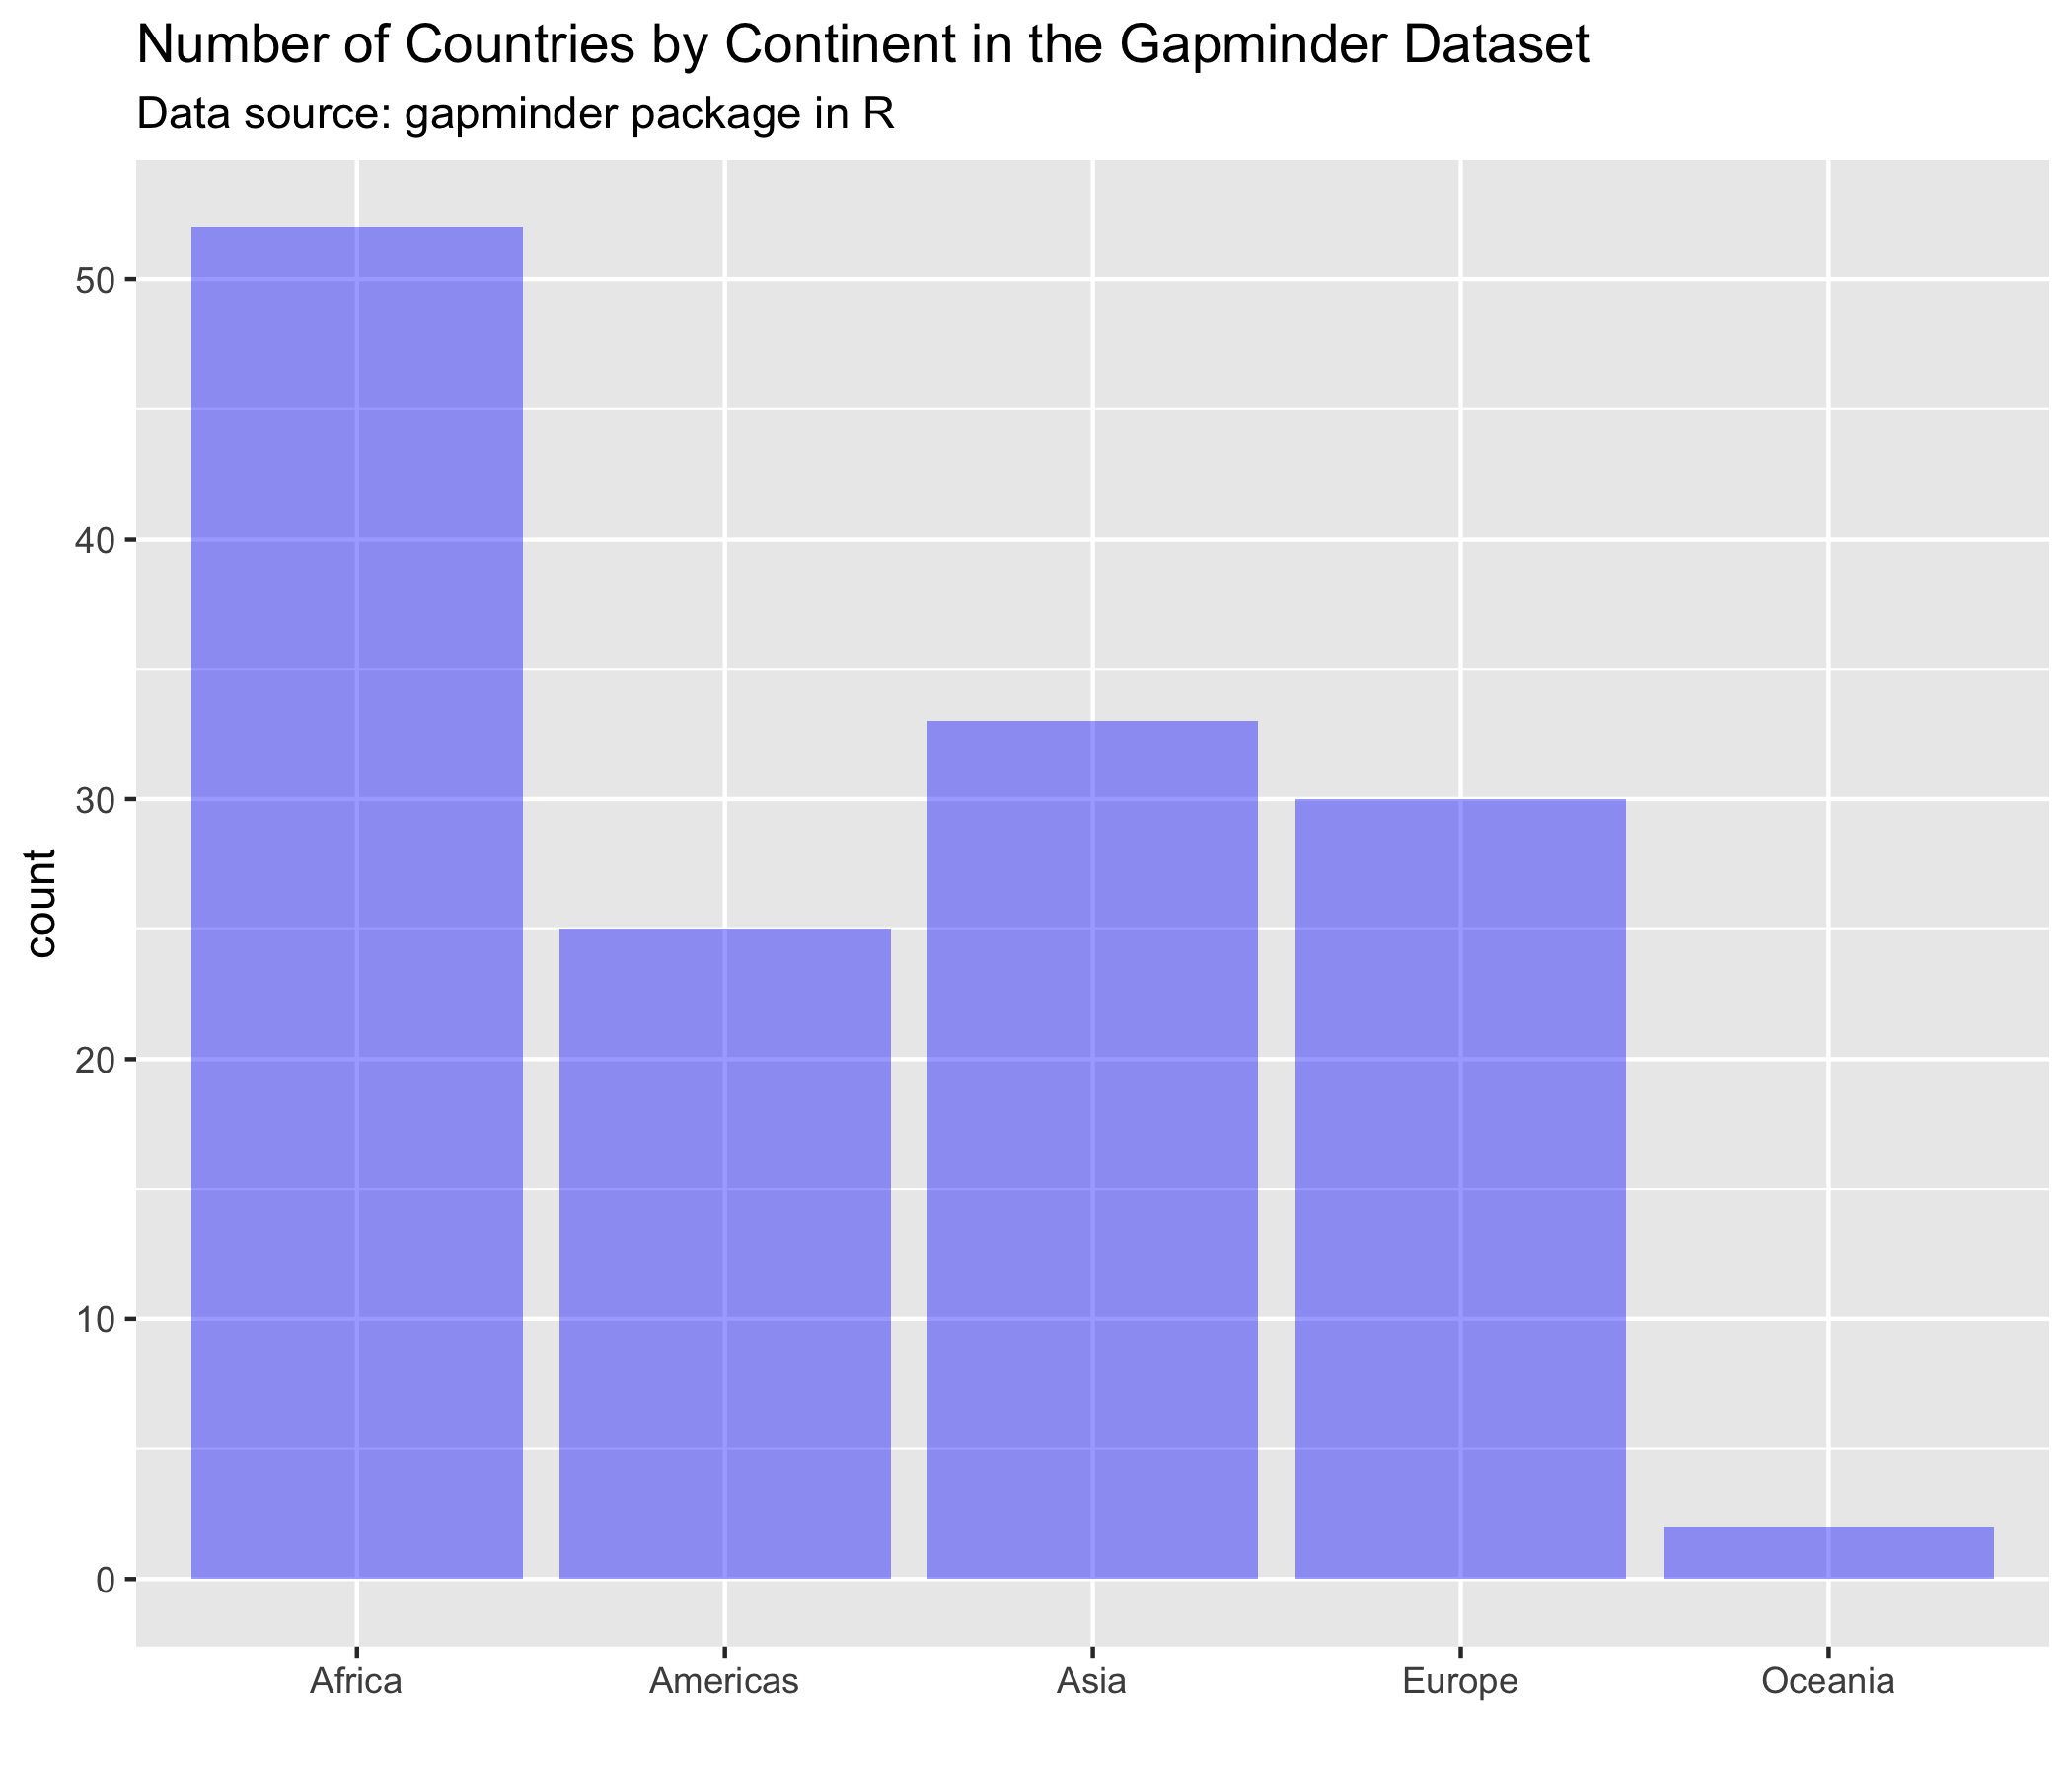 Number of Countries by Continent in the Gapminder Dataset
Data source: gapminder package in R
50
40
30
20
10
0
count
Africa Americas Asia Europe Oceania